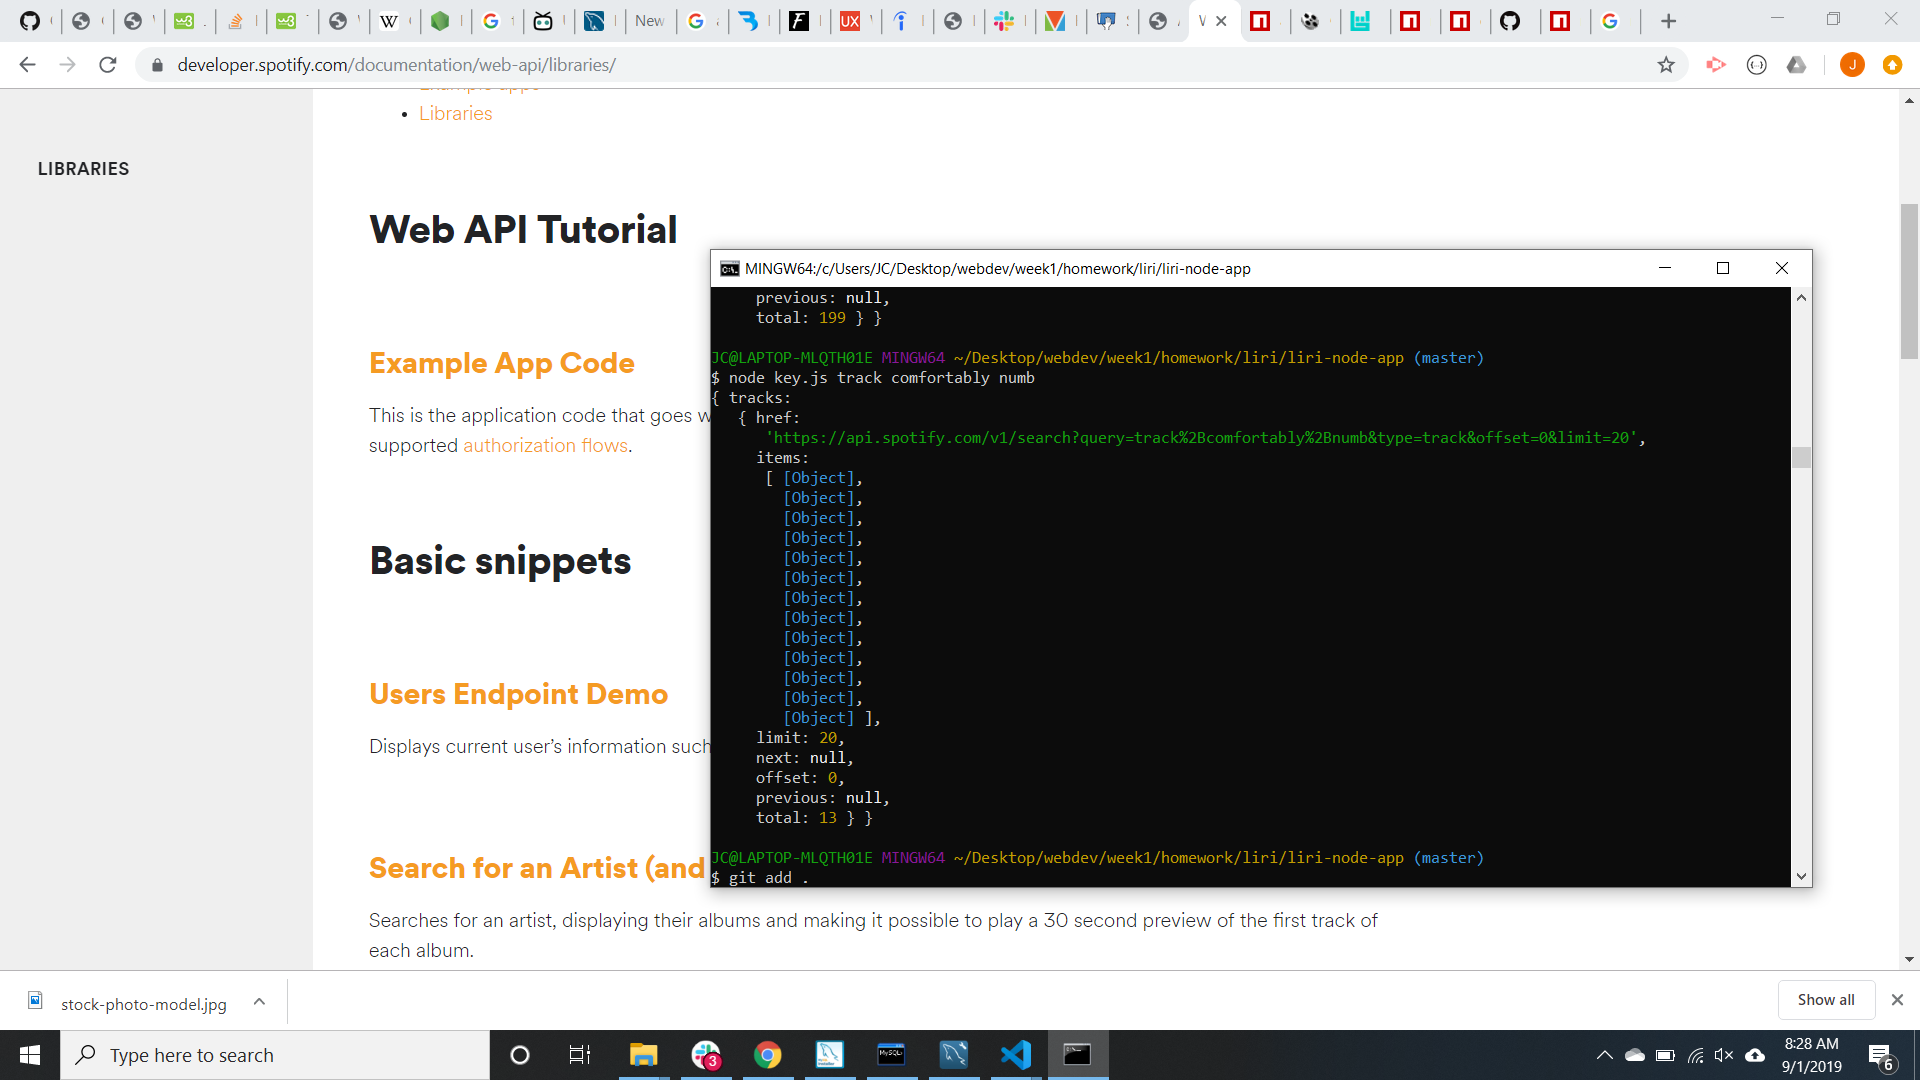 New
developer.spotify.com/documentation/web-api/libraries/
J
Example apps
Libraries
LIBRARIES
Web API Tutorial
Example App Code
This is the application code that goes w
supported authorization flows.
Basic snippets
Users Endpoint Demo
Displays current user's information such
Search for an Artist (and
Searches for an artist, displaying their albums and making it possible to play a 30 second preview of the first track of
each album.
MINGW64:/c/Users/JC/Desktop/webdev/week1/homework/liri/liri-node-app
previous: null,
total: 199 } }
JC@LAPTOP-MLQTH01E MINGW64 ~/Desktop/webdev/week1/homework/liri/liri-node-app (master)
$ node key.js track comfortably numb
{ tracks:
{ href:
'https://api.spotify.com/v1/search?query=track%2Bcomfortably%2Bnumb&type=track&offset=0&limit=20',
items:
[ [Object],
[Object],
[Object],
[Object],
[Object],
[Object],
[Object],
[Object],
[Object],
[Object],
[Object],
[Object],
[Object] ],
limit: 20,
next: null,
offset: 0,
previous: null,
total: 13 } }
JC@LAPTOP-MLQTH01E MINGW64 ~/Desktop/webdev/week1/homework/liri/liri-node-app (master)
$ git add .
stock-photo-model.jpg
Show all
Type here to search
3
8:28 AM
9/1/2019
6